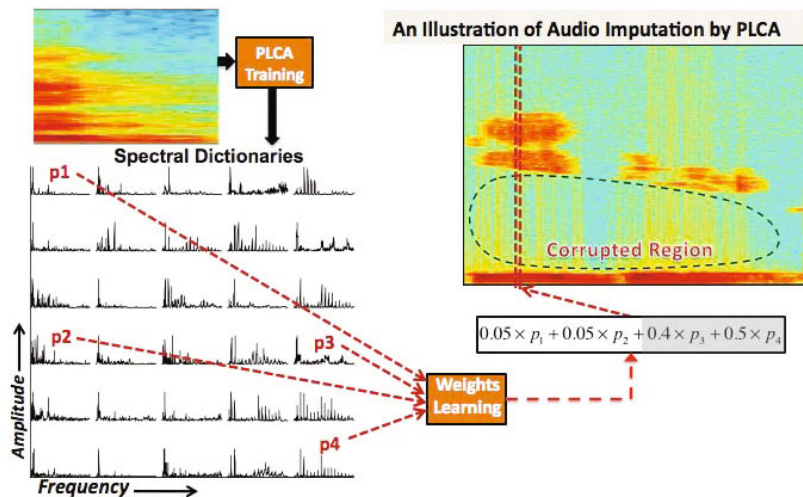 An Illustration of Audio Imputation by PLCA
PLCA
Training
Spectral Dictionaries
p1
p2
p3
p4
Corrupted Region
0.05 × p₁ + 0.05 × p₂ + 0.4 × p₃ + 0.5 × p₄
Weights
Learning
Amplitude
Frequency